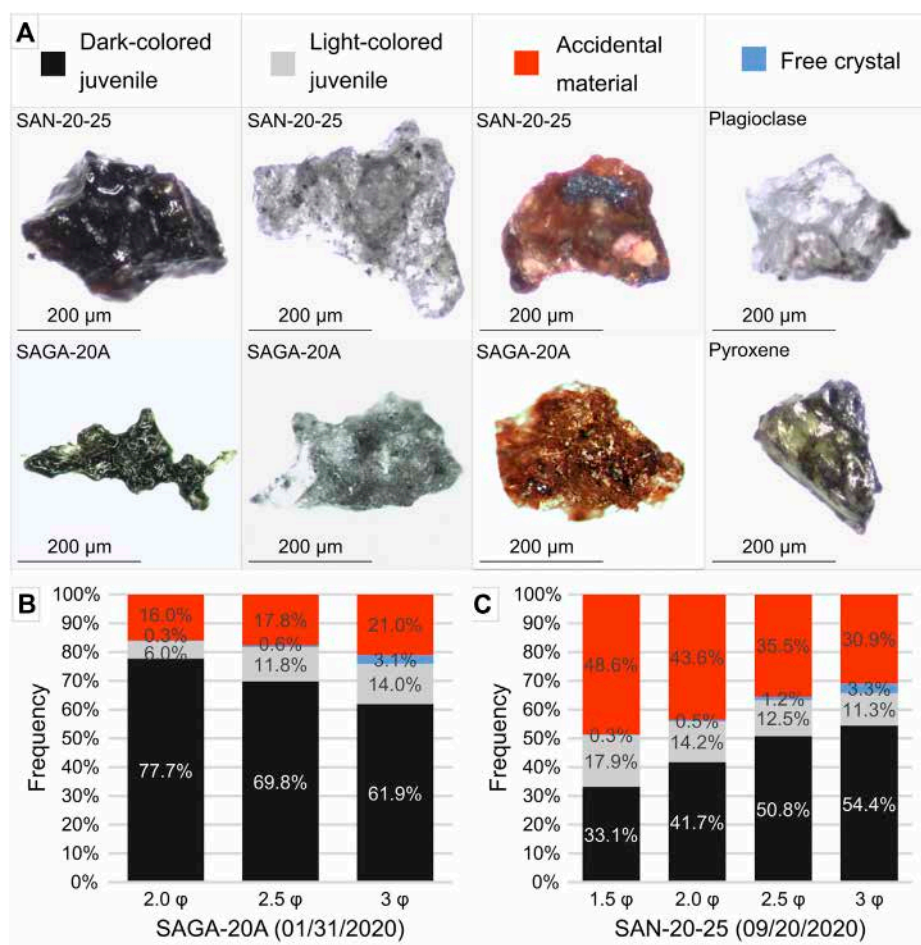 A
Dark-colored
juvenile
Light-colored
juvenile
Accidental
material
Free crystal
SAN-20-25
SAN-20-25
SAN-20-25
Plagioclase
200 µm
200 µm
200 µm
200 µm
SAGA-20A
SAGA-20A
SAGA-20A
Pyroxene
200 µm
200 µm
200 µm
200 µm
B
Frequency
100%
90%
80%
70%
60%
50%
40%
30%
20%
10%
0%
16.0%
0.3%
6.0%
77.7%
17.8%
0.6%
11.8%
69.8%
21.0%
3.1%
14.0%
61.9%
2.0 φ
2.5 φ
3 φ
SAGA-20A (01/31/2020)
C
Frequency
100%
90%
80%
70%
60%
50%
40%
30%
20%
10%
0%
48.6%
0.3%
17.9%
33.1%
43.6%
0.5%
14.2%
41.7%
35.5%
1.2%
12.5%
50.8%
30.9%
3.3%
11.3%
54.4%
1.5 φ
2.0 φ
2.5 φ
3 φ
SAN-20-25 (09/20/2020)